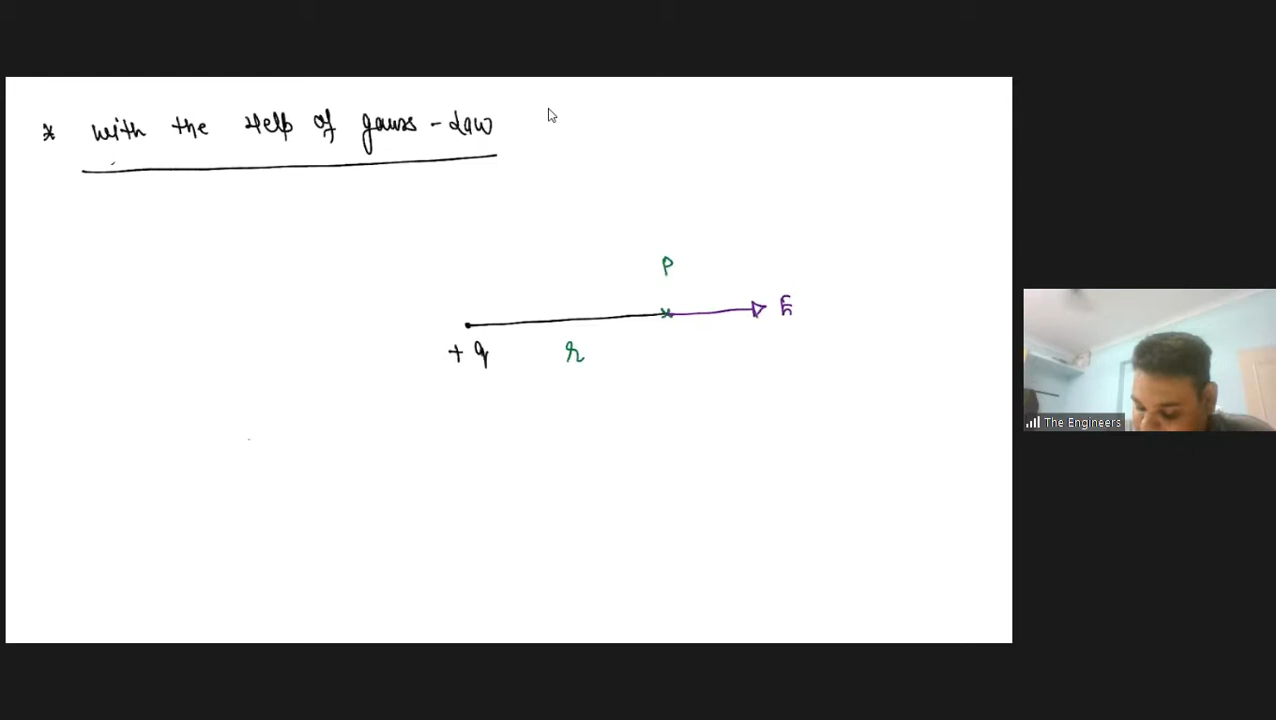 * with the Help of gauss-Law
P
E
+q
r
The Engineers